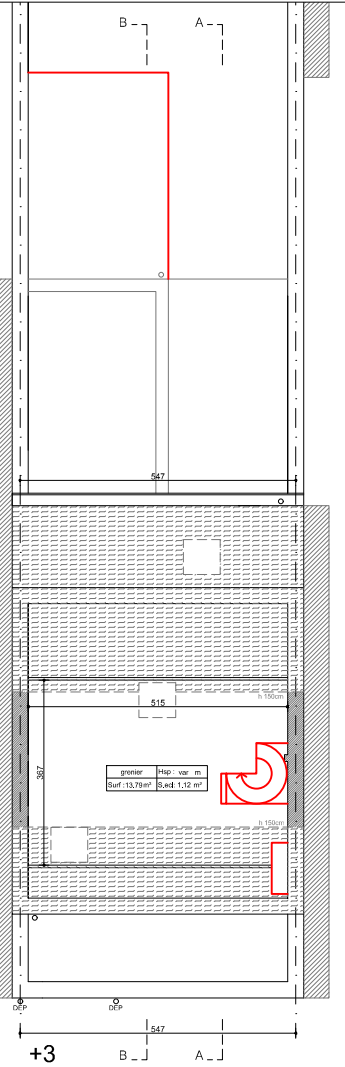 B A
547
h 150cm
515
367
grenier Hsp : var m
Surf : 13,79 m² S.ecl: 1,12 m²
h 150cm
DEP DEP
547
+3
B A